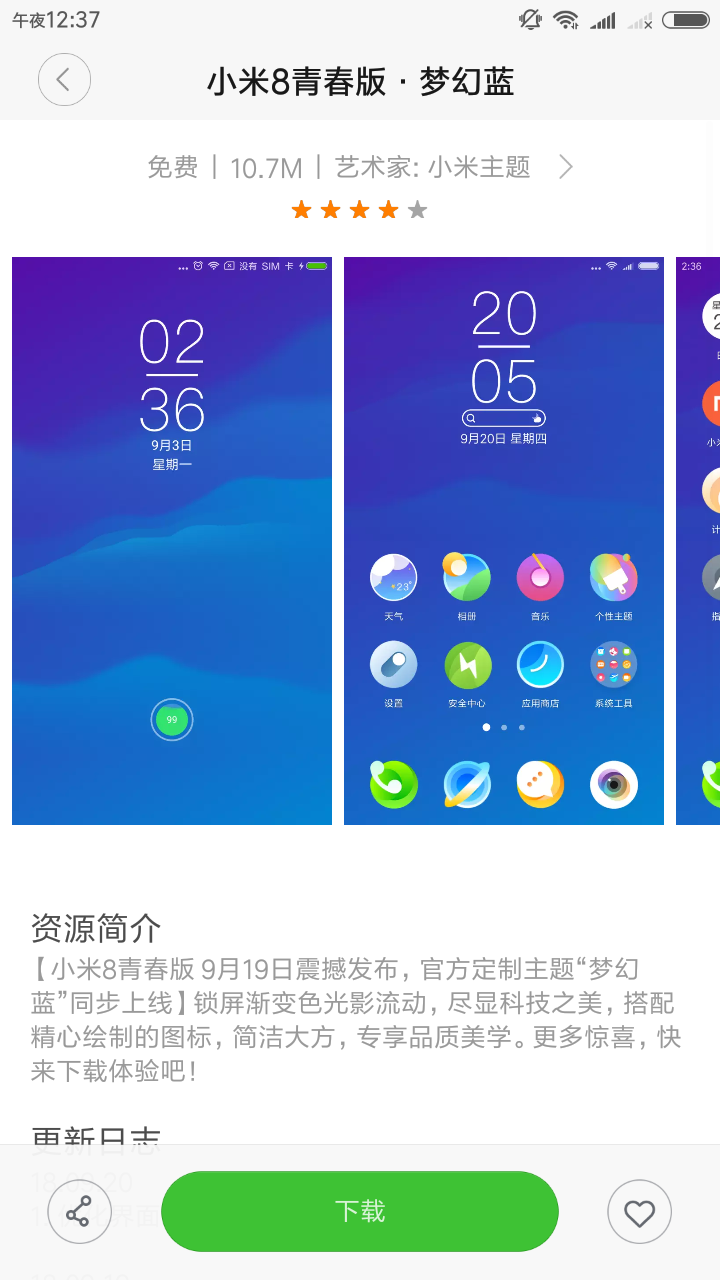 午夜12:37
小米8青春版 · 梦幻蓝
免费 | 10.7M | 艺术家: 小米主题
没有 SIM 卡
02
36
9月3日
星期一
99
20
05
9月20日 星期四
23°
天气 相册 音乐 个性主题
设置 安全中心 应用商店 系统工具
2:36
资源简介
【小米8青春版 9月19日震撼发布，官方定制主题“梦幻
蓝”同步上线】锁屏渐变色光影流动，尽显科技之美，搭配
精心绘制的图标，简洁大方，专享品质美学。更多惊喜，快
来下载体验吧！
更新日志
18.09.20
下载